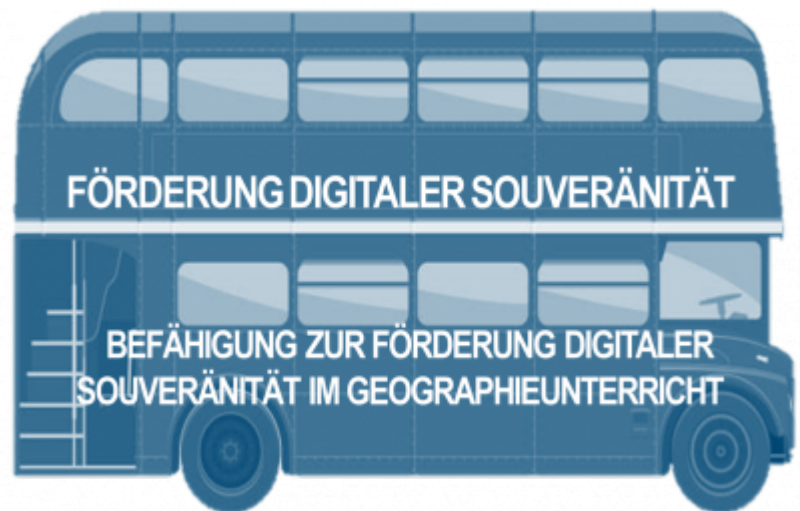 FÖRDERUNG DIGITALER SOUVERÄNITÄT
BEFÄHIGUNG ZUR FÖRDERUNG DIGITALER
SOUVERÄNITÄT IM GEOGRAPHIEUNTERRICHT